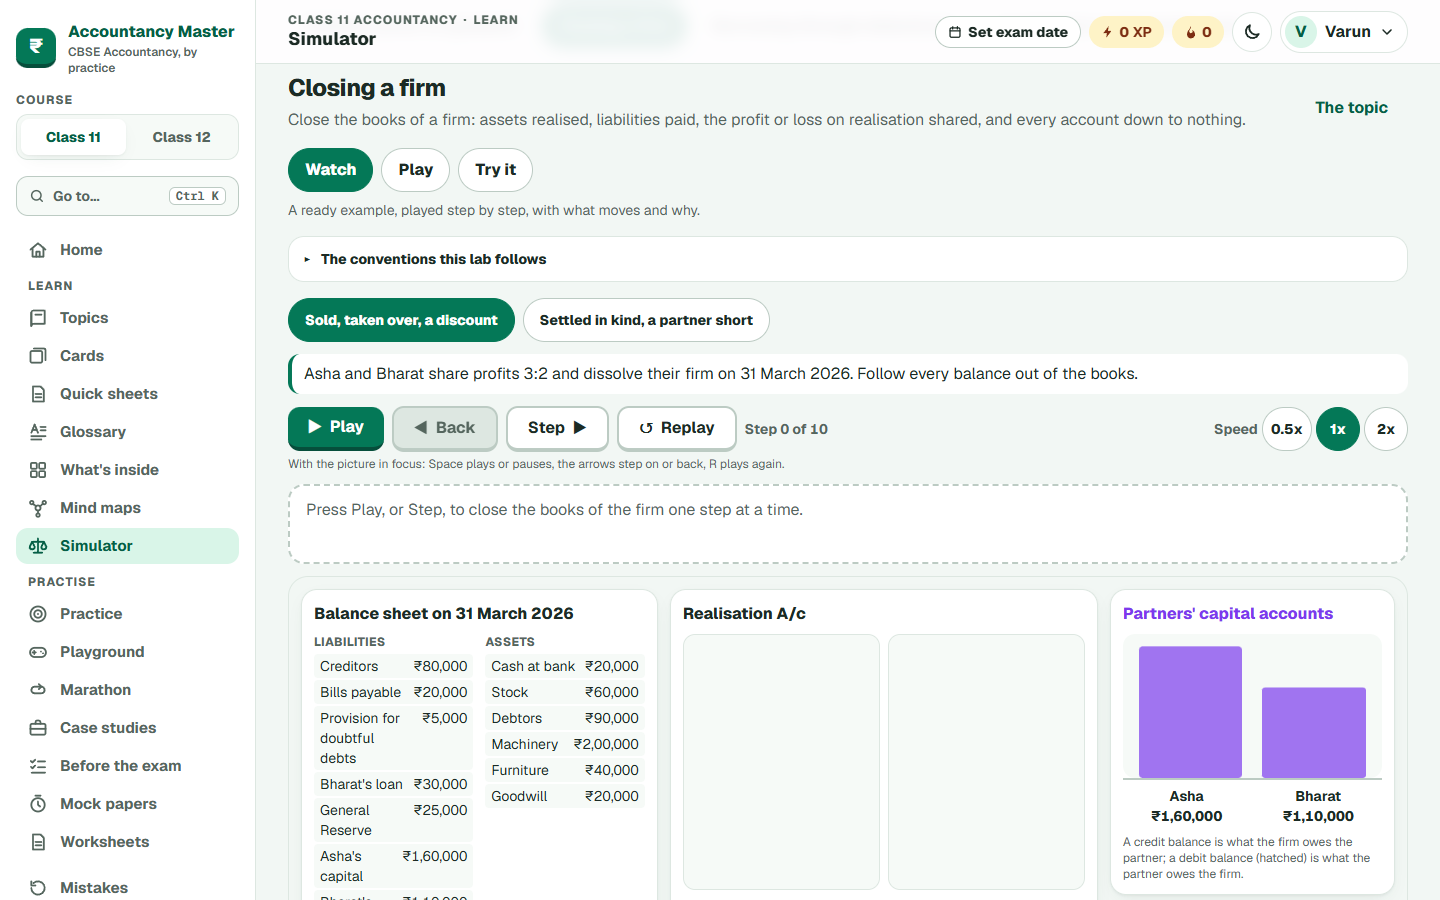 ₹
Accountancy Master
CBSE Accountancy, by
practice
COURSE
Class 11
Class 12
Go to...
Ctrl K
Home
LEARN
Topics
Cards
Quick sheets
Glossary
What's inside
Mind maps
Simulator
PRACTISE
Practice
Playground
Marathon
Case studies
Before the exam
Mock papers
Worksheets
Mistakes
CLASS 11 ACCOUNTANCY · LEARN
Simulator
Set exam date
0 XP
0
V
Varun
Closing a firm
Close the books of a firm: assets realised, liabilities paid, the profit or loss on realisation shared, and every account down to nothing.
The topic
Watch
Play
Try it
A ready example, played step by step, with what moves and why.
▸ The conventions this lab follows
Sold, taken over, a discount
Settled in kind, a partner short
Asha and Bharat share profits 3:2 and dissolve their firm on 31 March 2026. Follow every balance out of the books.
▶ Play
◀ Back
Step ▶
↺ Replay
Step 0 of 10
Speed
0.5x
1x
2x
With the picture in focus: Space plays or pauses, the arrows step on or back, R plays again.
Press Play, or Step, to close the books of the firm one step at a time.
Balance sheet on 31 March 2026
LIABILITIES
Creditors ₹80,000
Bills payable ₹20,000
Provision for ₹5,000
doubtful
debts
Bharat's loan ₹30,000
General ₹25,000
Reserve
Asha's ₹1,60,000
capital
Bharat's ₹1,10,000
ASSETS
Cash at bank ₹20,000
Stock ₹60,000
Debtors ₹90,000
Machinery ₹2,00,000
Furniture ₹40,000
Goodwill ₹20,000
Realisation A/c
Partners' capital accounts
Asha
₹1,60,000
Bharat
₹1,10,000
A credit balance is what the firm owes the
partner; a debit balance (hatched) is what the
partner owes the firm.